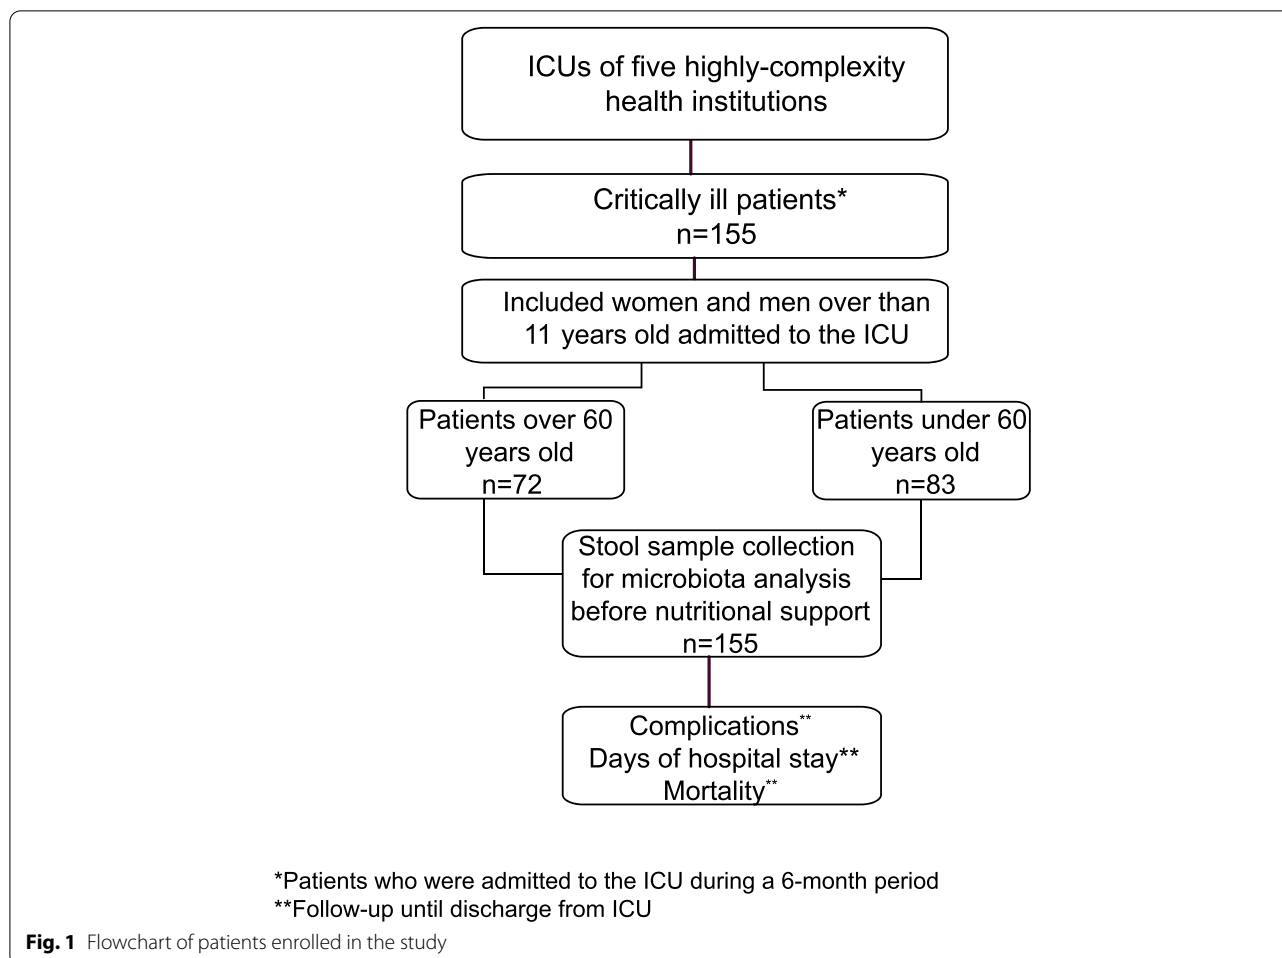 ICUs of five highly-complexity
health institutions
Critically ill patients*
n=155
Included women and men over than
11 years old admitted to the ICU
Patients over 60
years old
n=72
Patients under 60
years old
n=83
Stool sample collection
for microbiota analysis
before nutritional support
n=155
Complications**
Days of hospital stay**
Mortality**
*Patients who were admitted to the ICU during a 6-month period
**Follow-up until discharge from ICU
Fig. 1 Flowchart of patients enrolled in the study